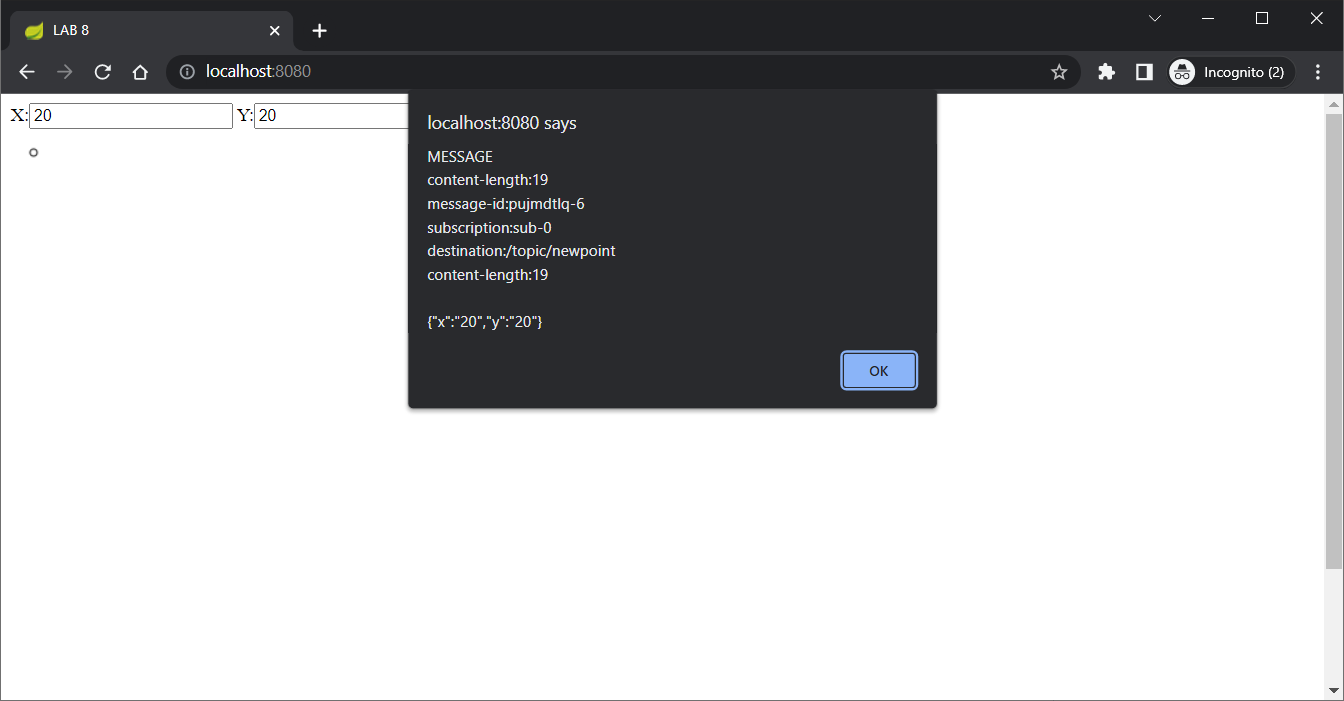 LAB 8
localhost:8080
Incognito (2)
X: 20 Y: 20
localhost:8080 says
MESSAGE
content-length:19
message-id:pujmdtlq-6
subscription:sub-0
destination:/topic/newpoint
content-length:19
{"x":"20","y":"20"}
OK